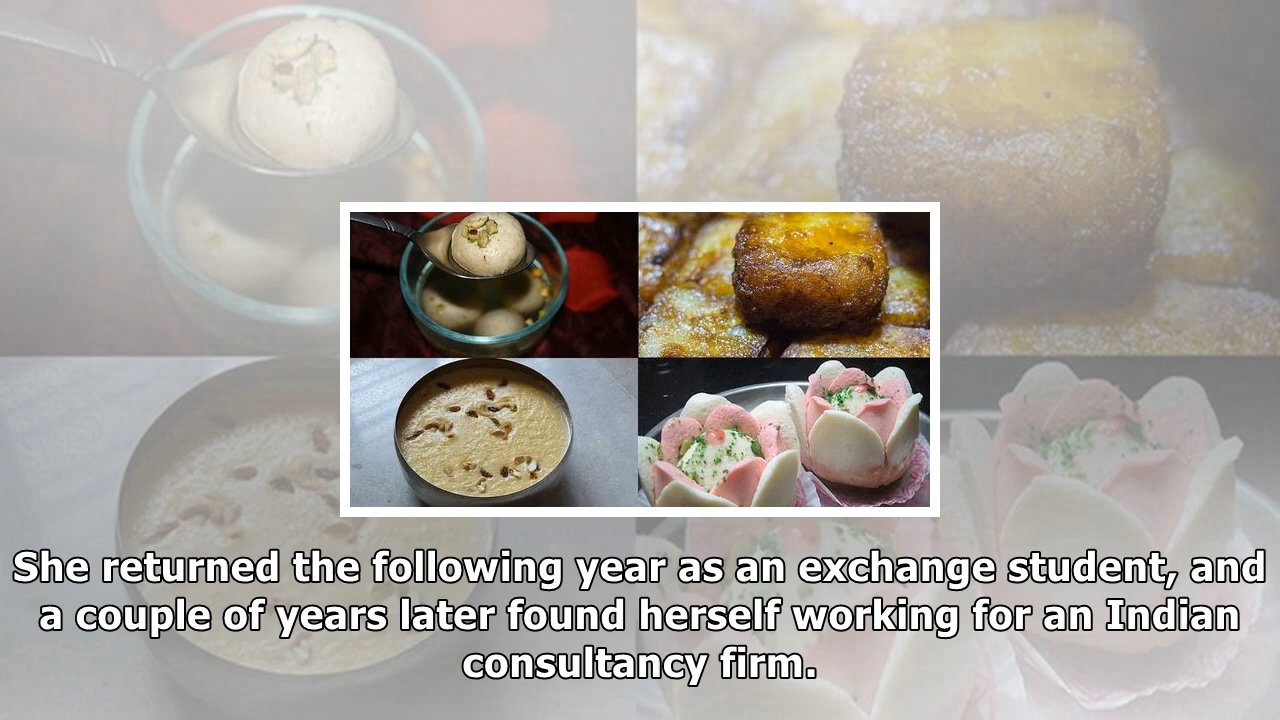 She returned the following year as an exchange student, and
a couple of years later found herself working for an Indian
consultancy firm.